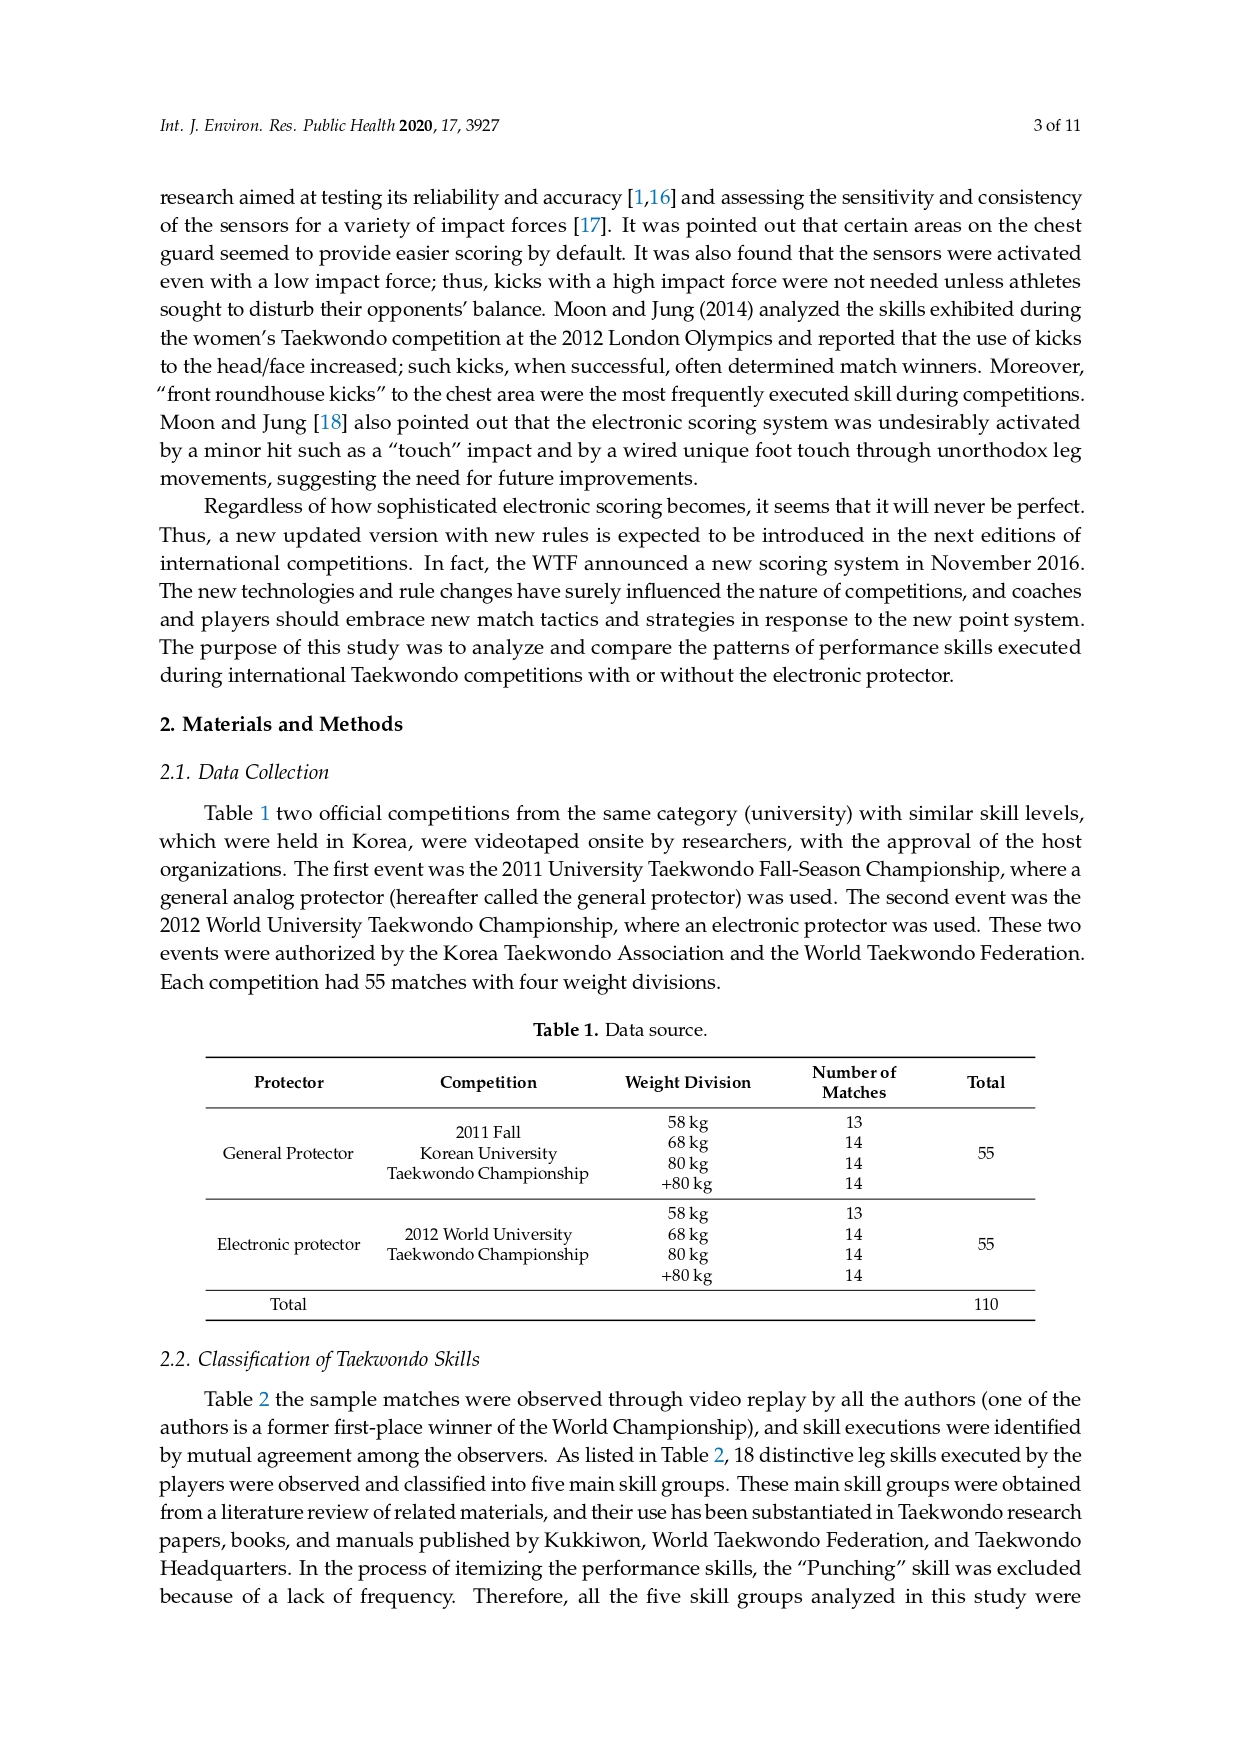 Int. J. Environ. Res. Public Health 2020, 17, 3927
3 of 11
research aimed at testing its reliability and accuracy [1,16] and assessing the sensitivity and consistency
of the sensors for a variety of impact forces [17]. It was pointed out that certain areas on the chest
guard seemed to provide easier scoring by default. It was also found that the sensors were activated
even with a low impact force; thus, kicks with a high impact force were not needed unless athletes
sought to disturb their opponents’ balance. Moon and Jung (2014) analyzed the skills exhibited during
the women’s Taekwondo competition at the 2012 London Olympics and reported that the use of kicks
to the head/face increased; such kicks, when successful, often determined match winners. Moreover,
“front roundhouse kicks” to the chest area were the most frequently executed skill during competitions.
Moon and Jung [18] also pointed out that the electronic scoring system was undesirably activated
by a minor hit such as a “touch” impact and by a wired unique foot touch through unorthodox leg
movements, suggesting the need for future improvements.
Regardless of how sophisticated electronic scoring becomes, it seems that it will never be perfect.
Thus, a new updated version with new rules is expected to be introduced in the next editions of
international competitions. In fact, the WTF announced a new scoring system in November 2016.
The new technologies and rule changes have surely influenced the nature of competitions, and coaches
and players should embrace new match tactics and strategies in response to the new point system.
The purpose of this study was to analyze and compare the patterns of performance skills executed
during international Taekwondo competitions with or without the electronic protector.
2. Materials and Methods
2.1. Data Collection
Table 1 two official competitions from the same category (university) with similar skill levels,
which were held in Korea, were videotaped onsite by researchers, with the approval of the host
organizations. The first event was the 2011 University Taekwondo Fall-Season Championship, where a
general analog protector (hereafter called the general protector) was used. The second event was the
2012 World University Taekwondo Championship, where an electronic protector was used. These two
events were authorized by the Korea Taekwondo Association and the World Taekwondo Federation.
Each competition had 55 matches with four weight divisions.
Table 1. Data source.
Protector Competition Weight Division Number of Matches Total
General Protector
2011 Fall
Korean University
Taekwondo Championship
58 kg 13
68 kg 14
80 kg 14
+80 kg 14
55
Electronic protector
2012 World University
Taekwondo Championship
58 kg 13
68 kg 14
80 kg 14
+80 kg 14
55
Total 110
2.2. Classification of Taekwondo Skills
Table 2 the sample matches were observed through video replay by all the authors (one of the
authors is a former first-place winner of the World Championship), and skill executions were identified
by mutual agreement among the observers. As listed in Table 2, 18 distinctive leg skills executed by the
players were observed and classified into five main skill groups. These main skill groups were obtained
from a literature review of related materials, and their use has been substantiated in Taekwondo research
papers, books, and manuals published by Kukkiwon, World Taekwondo Federation, and Taekwondo
Headquarters. In the process of itemizing the performance skills, the “Punching” skill was excluded
because of a lack of frequency. Therefore, all the five skill groups analyzed in this study were